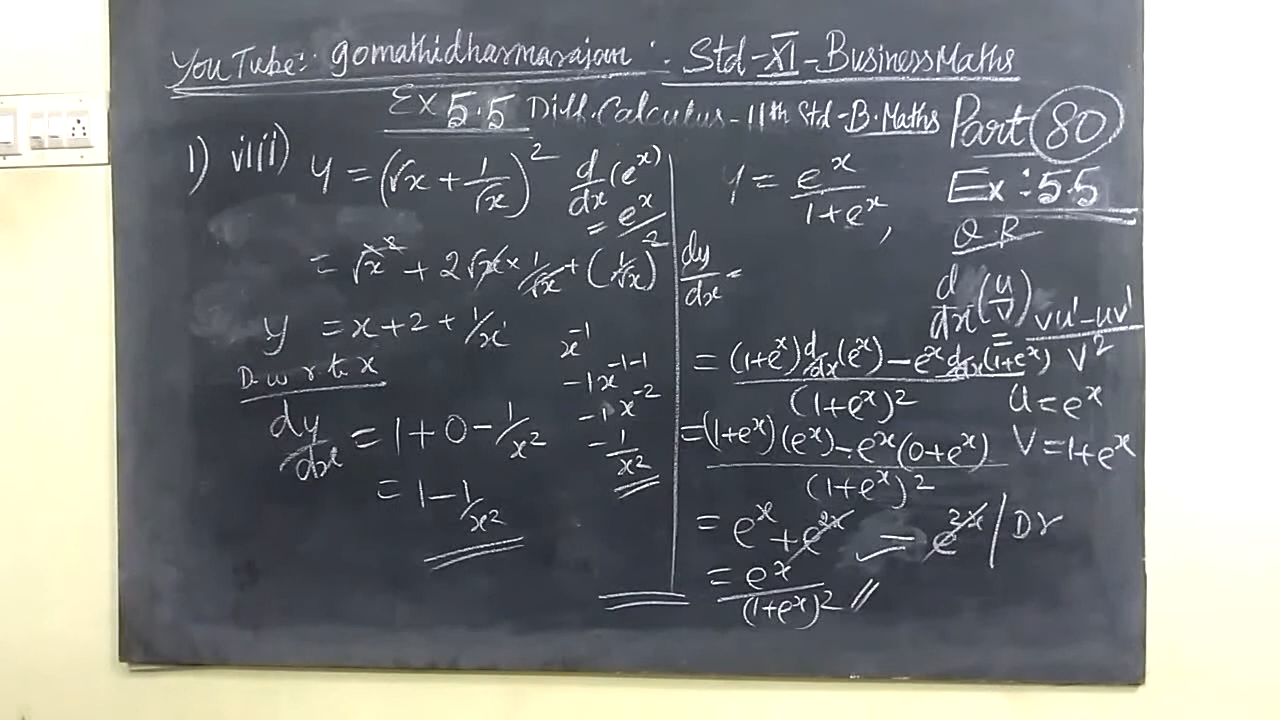 YouTube: gomathidharmarajan: Std-XI-BusinessMaths
Ex 5.5 Diff.Calculus-11th Std-B.Maths Part 80
1) viii) y = (√x + 1/√x)²
d/dx (e^x)
= e^x
= √x² + 2√x × 1/√x + (1/√x)²
y = x+2+1/x
D w r to x
dy/dx = 1+0-1/x²
= 1-1/x²
x^-1
-1x^-1-1
-1x^-2
-1/x²
y = e^x/1+e^x,
Ex: 5.5
Q.R
dy/dx =
d/dx (u/v)
= vu'-uv'/v²
= (1+e^x) d/dx(e^x) - e^x d/dx(1+e^x)/(1+e^x)²
u = e^x
v = 1+e^x
= (1+e^x)(e^x) - e^x(0+e^x)/(1+e^x)²
= e^x + e^2x - e^2x / Dr
= e^x/(1+e^x)² //